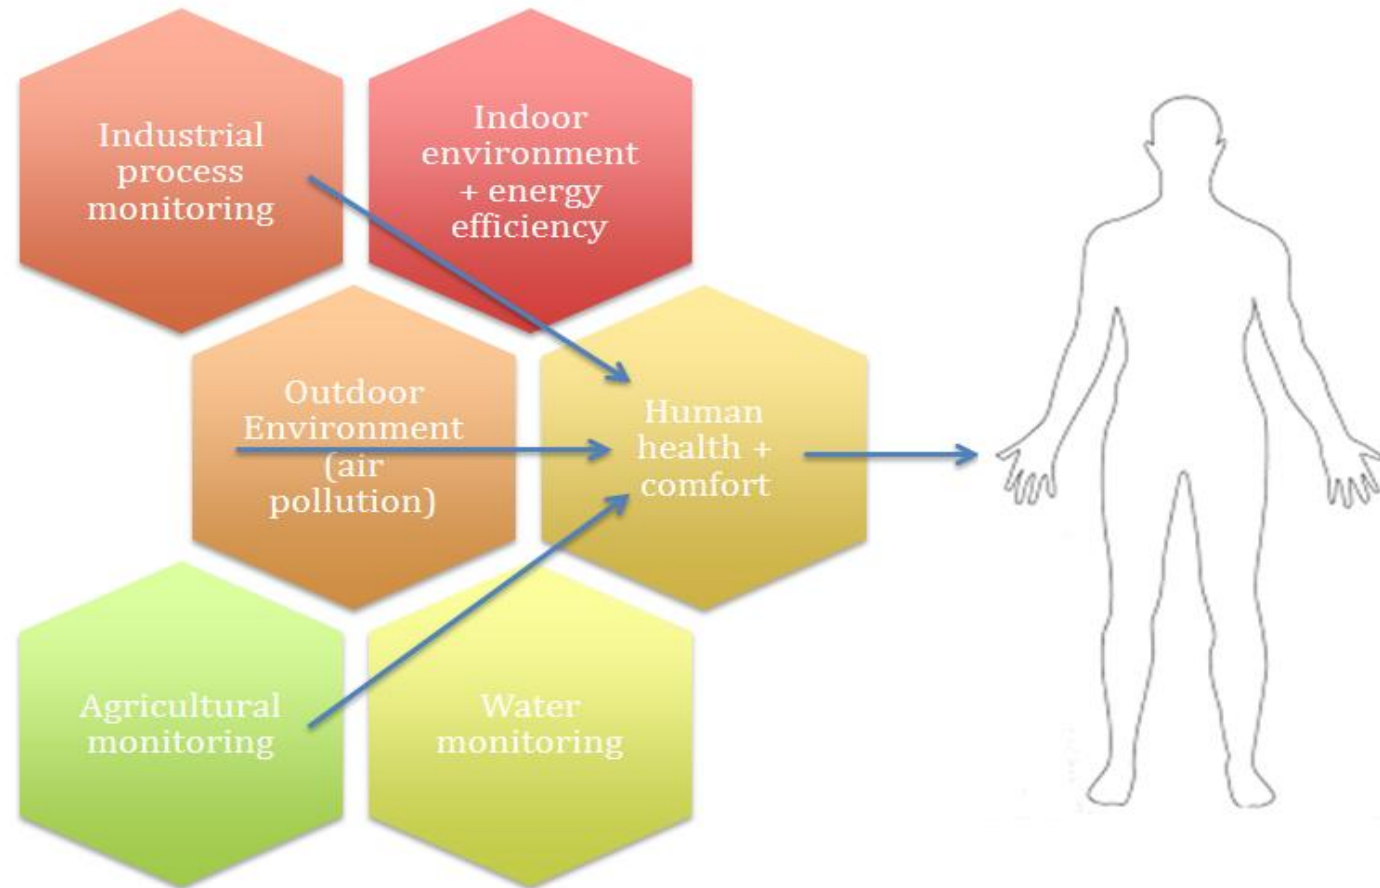 Industrial
process
monitoring
Indoor
environment
+ energy
efficiency
Outdoor
Environment
(air
pollution)
Human
health +
comfort
Agricultural
monitoring
Water
monitoring